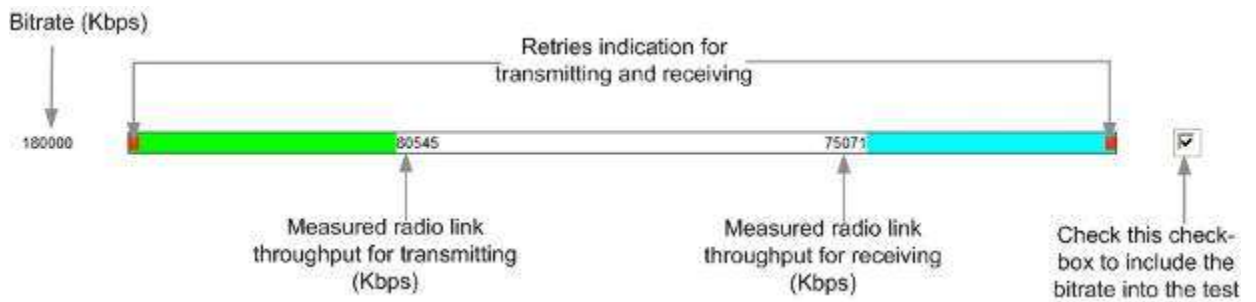 Bitrate (Kbps)
Retries indication for
transmitting and receiving
180000
80545
75071
Measured radio link
throughput for transmitting
(Kbps)
Measured radio link
throughput for receiving
(Kbps)
Check this check-
box to include the
bitrate into the test